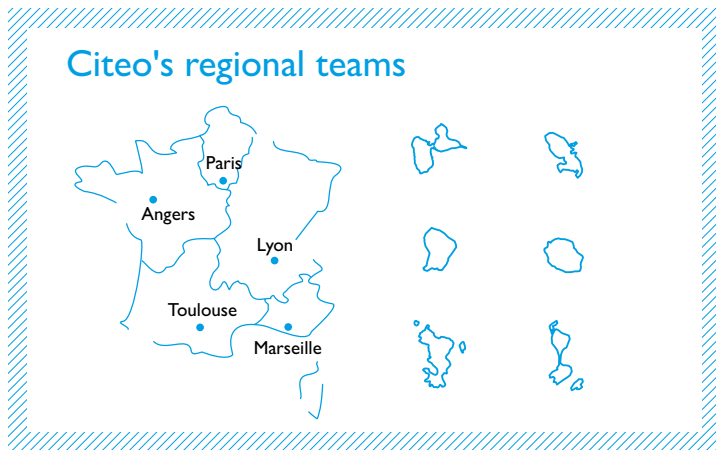 Citeo's regional teams
Paris
Angers
Lyon
Toulouse
Marseille